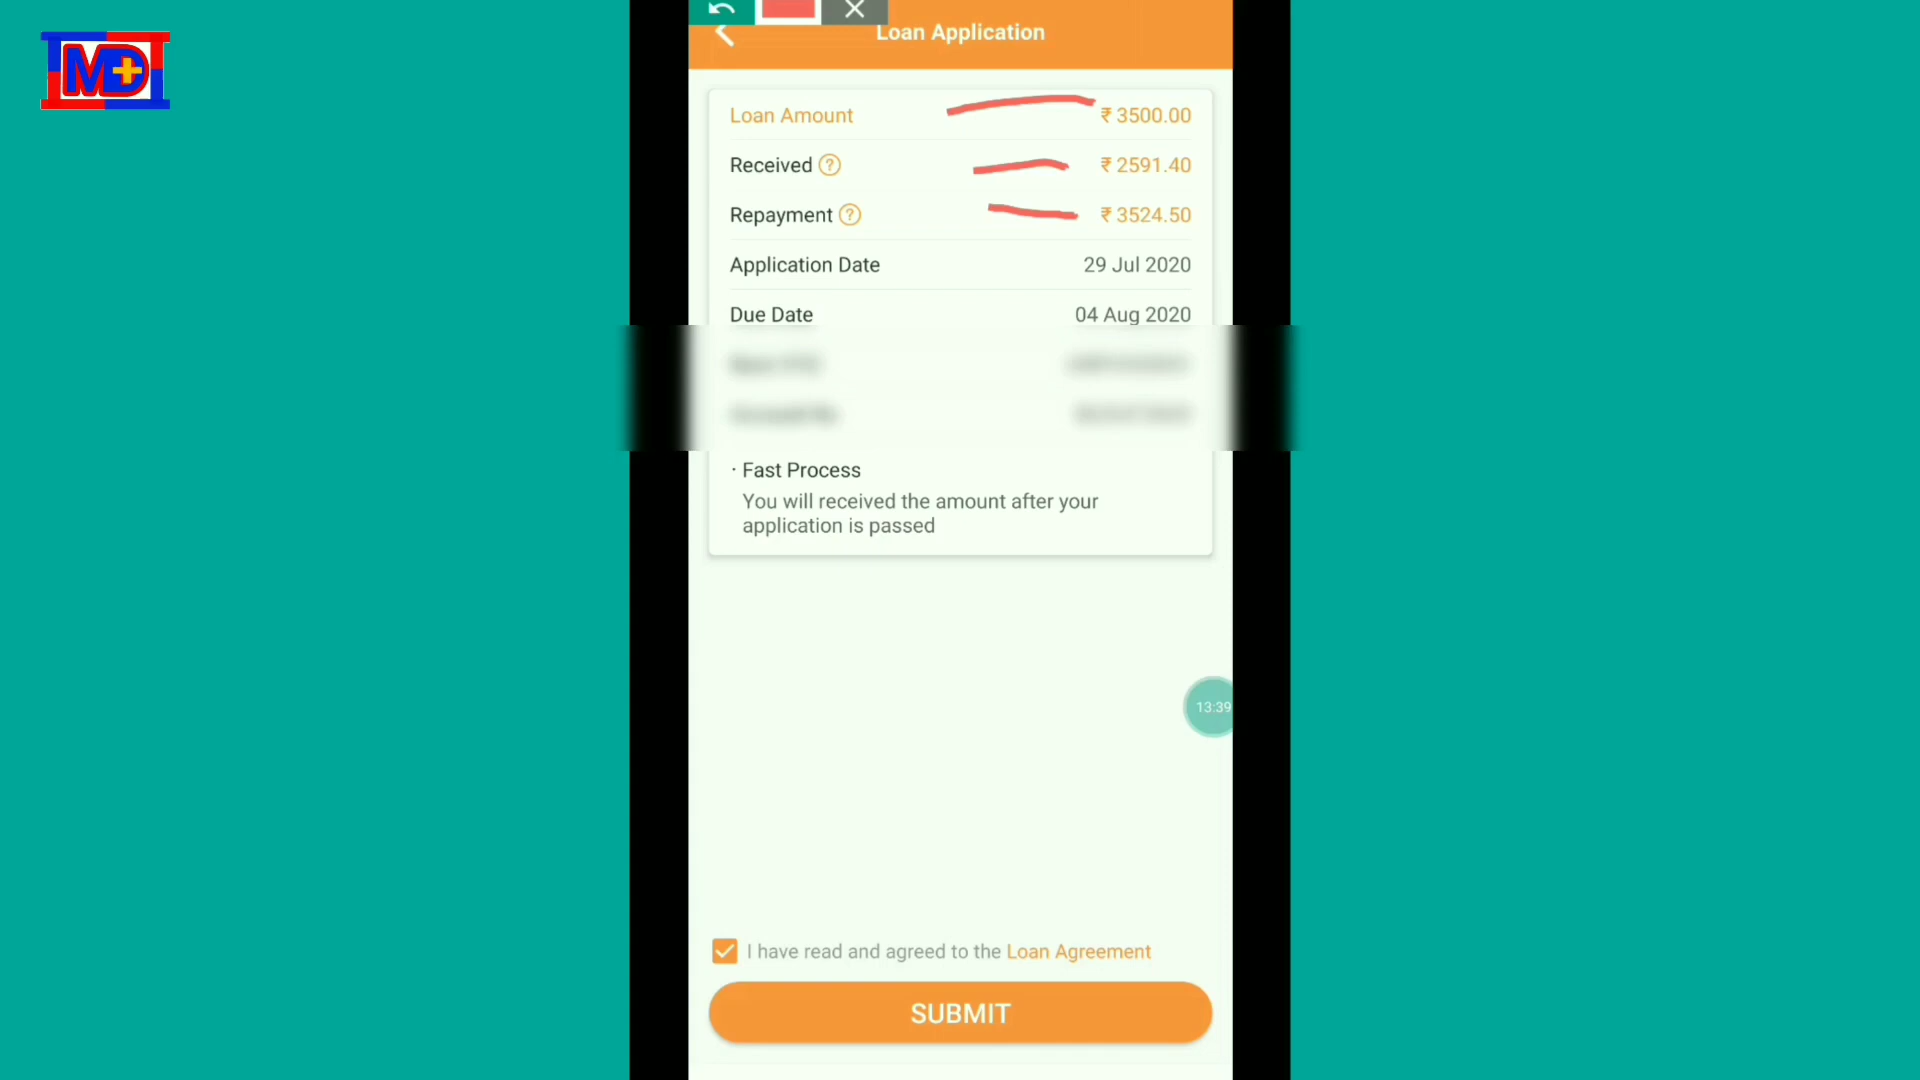 MD+
Loan Application
Loan Amount ₹ 3500.00
Received ? ₹ 2591.40
Repayment ? ₹ 3524.50
Application Date 29 Jul 2020
Due Date 04 Aug 2020
· Fast Process
You will received the amount after your
application is passed
13:39
I have read and agreed to the Loan Agreement
SUBMIT